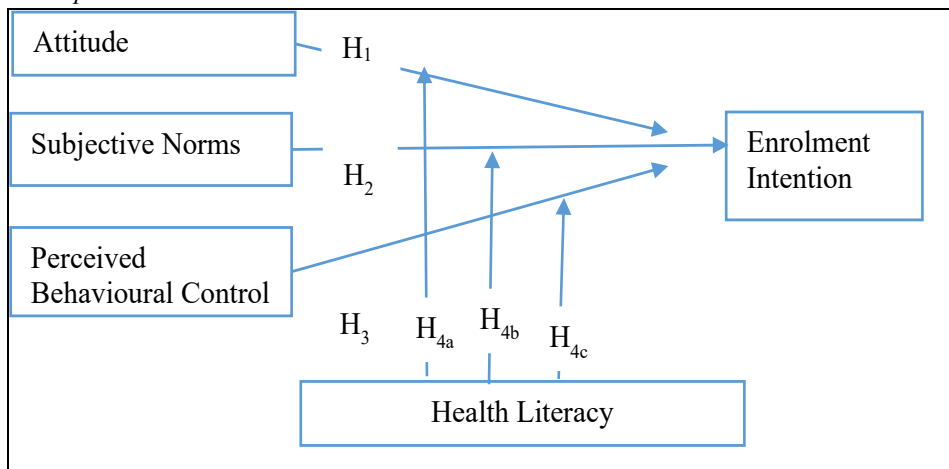 Attitude
H1
Subjective Norms
H2
Enrolment
Intention
Perceived
Behavioural Control
H3
H4a
H4b
H4c
Health Literacy